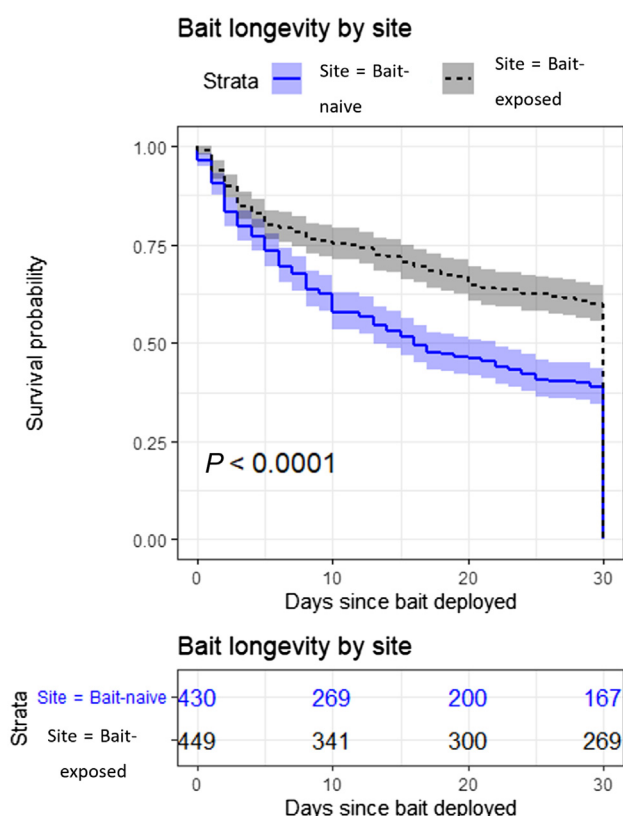 Bait longevity by site
Strata
Site = Bait-
naive
Site = Bait-
exposed
Survival probability
1.00
0.75
0.50
0.25
0.00
P < 0.0001
0 10 20 30
Days since bait deployed
Bait longevity by site
Strata
Site = Bait-naive 430 269 200 167
Site = Bait-
exposed
449 341 300 269
0 10 20 30
Days since bait deployed